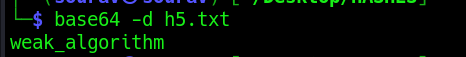 └─$ base64 -d h5.txt
weak_algorithm